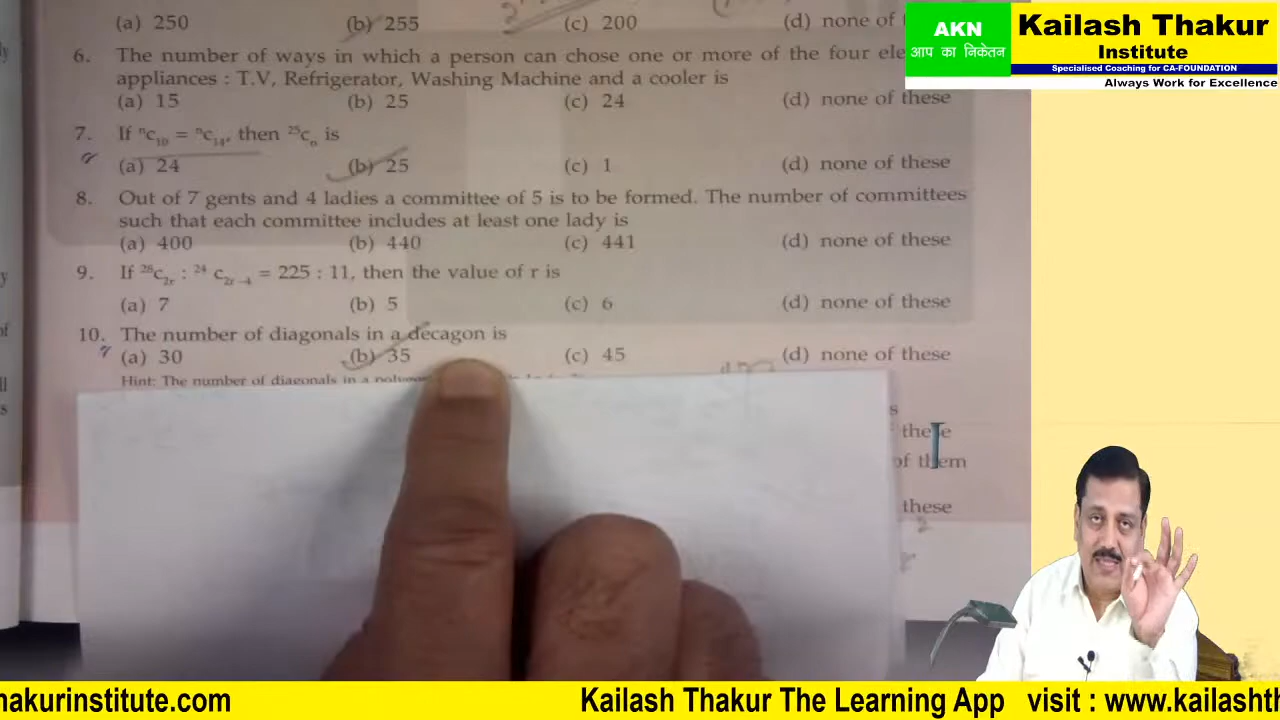 (a) 250 (b) 255 (c) 200 (d) none of
6. The number of ways in which a person can chose one or more of the four ele
appliances : T.V, Refrigerator, Washing Machine and a cooler is
(a) 15 (b) 25 (c) 24 (d) none of these
7. If ⁿc₁₀ = ⁿc₁₄, then ²⁵cₙ is
(a) 24 (b) 25 (c) 1 (d) none of these
8. Out of 7 gents and 4 ladies a committee of 5 is to be formed. The number of committees
such that each committee includes at least one lady is
(a) 400 (b) 440 (c) 441 (d) none of these
9. If ²⁸c₂ᵣ : ²⁴ c₂ᵣ₋₄ = 225 : 11, then the value of r is
(a) 7 (b) 5 (c) 6 (d) none of these
10. The number of diagonals in a decagon is
(a) 30 (b) 35 (c) 45 (d) none of these
Hint: The number of diagonals in a
s
these
of them
these
AKN
आप का निकेतन
Kailash Thakur
Institute
Specialised Coaching for CA-FOUNDATION
Always Work for Excellence
hakurinstitute.com Kailash Thakur The Learning App visit : www.kailashth